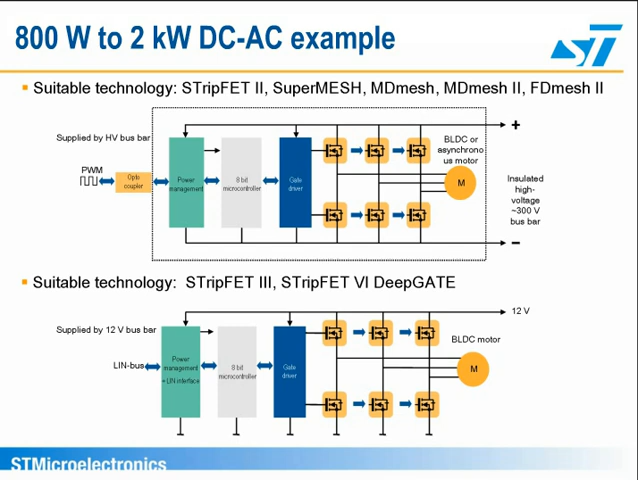 800 W to 2 kW DC-AC example
ST
Suitable technology: STripFET II, SuperMESH, MDmesh, MDmesh II, FDmesh II
Supplied by HV bus bar
PWM
Opto
coupler
Power
management
8 bit
microcontroller
Gate
driver
BLDC or
asynchrono
us motor
M
+
Insulated
high-
voltage
~300 V
bus bar
−
Suitable technology: STripFET III, STripFET VI DeepGATE
12 V
Supplied by 12 V bus bar
LIN-bus
Power
management
+ LIN interface
8 bit
microcontroller
Gate
driver
BLDC motor
M
STMicroelectronics